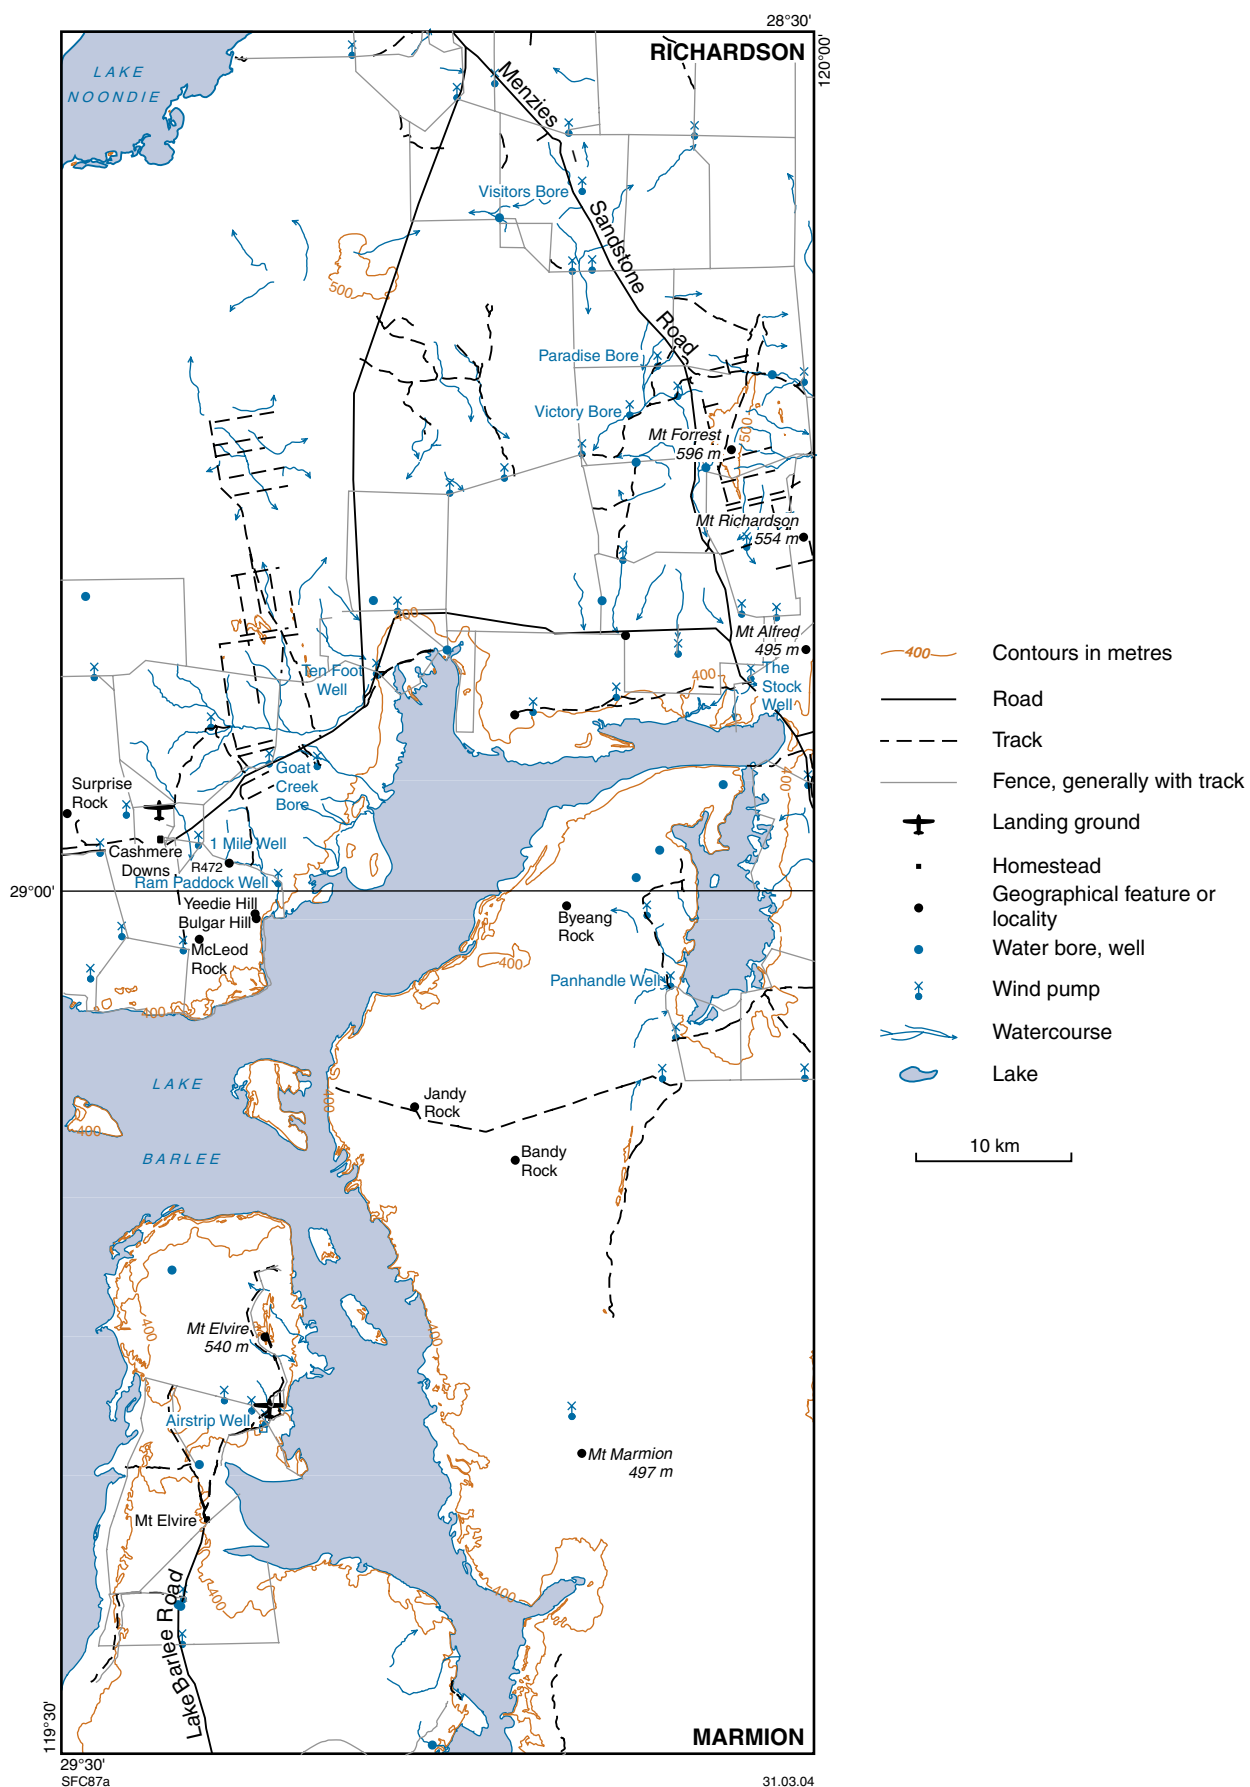 28°30'
RICHARDSON
120°00'
LAKE
NOONDIE
Menzies
Visitors Bore
Sandstone
500
Road
Paradise Bore
Victory Bore
500
Mt Forrest
596 m
Mt Richardson
554 m
400
Mt Alfred
495 m
Ten Foot
Well
400
The
Stock
Well
Goat
Creek
Bore
400
Surprise
Rock
1 Mile Well
Cashmere
Downs
R472
Ram Paddock Well
29°00'
Yeedie Hill
Bulgar Hill
McLeod
Rock
Byeang
Rock
400
Panhandle Well
400
LAKE
400
Jandy
Rock
400
BARLEE
Bandy
Rock
400
Mt Elvire
540 m
400
Airstrip Well
Mt Marmion
497 m
Mt Elvire
400
400
Lake Barlee Road
119°30'
MARMION
29°30'
SFC87a
31.03.04
400
Contours in metres
Road
Track
Fence, generally with track
Landing ground
Homestead
Geographical feature or
locality
Water bore, well
Wind pump
Watercourse
Lake
10 km